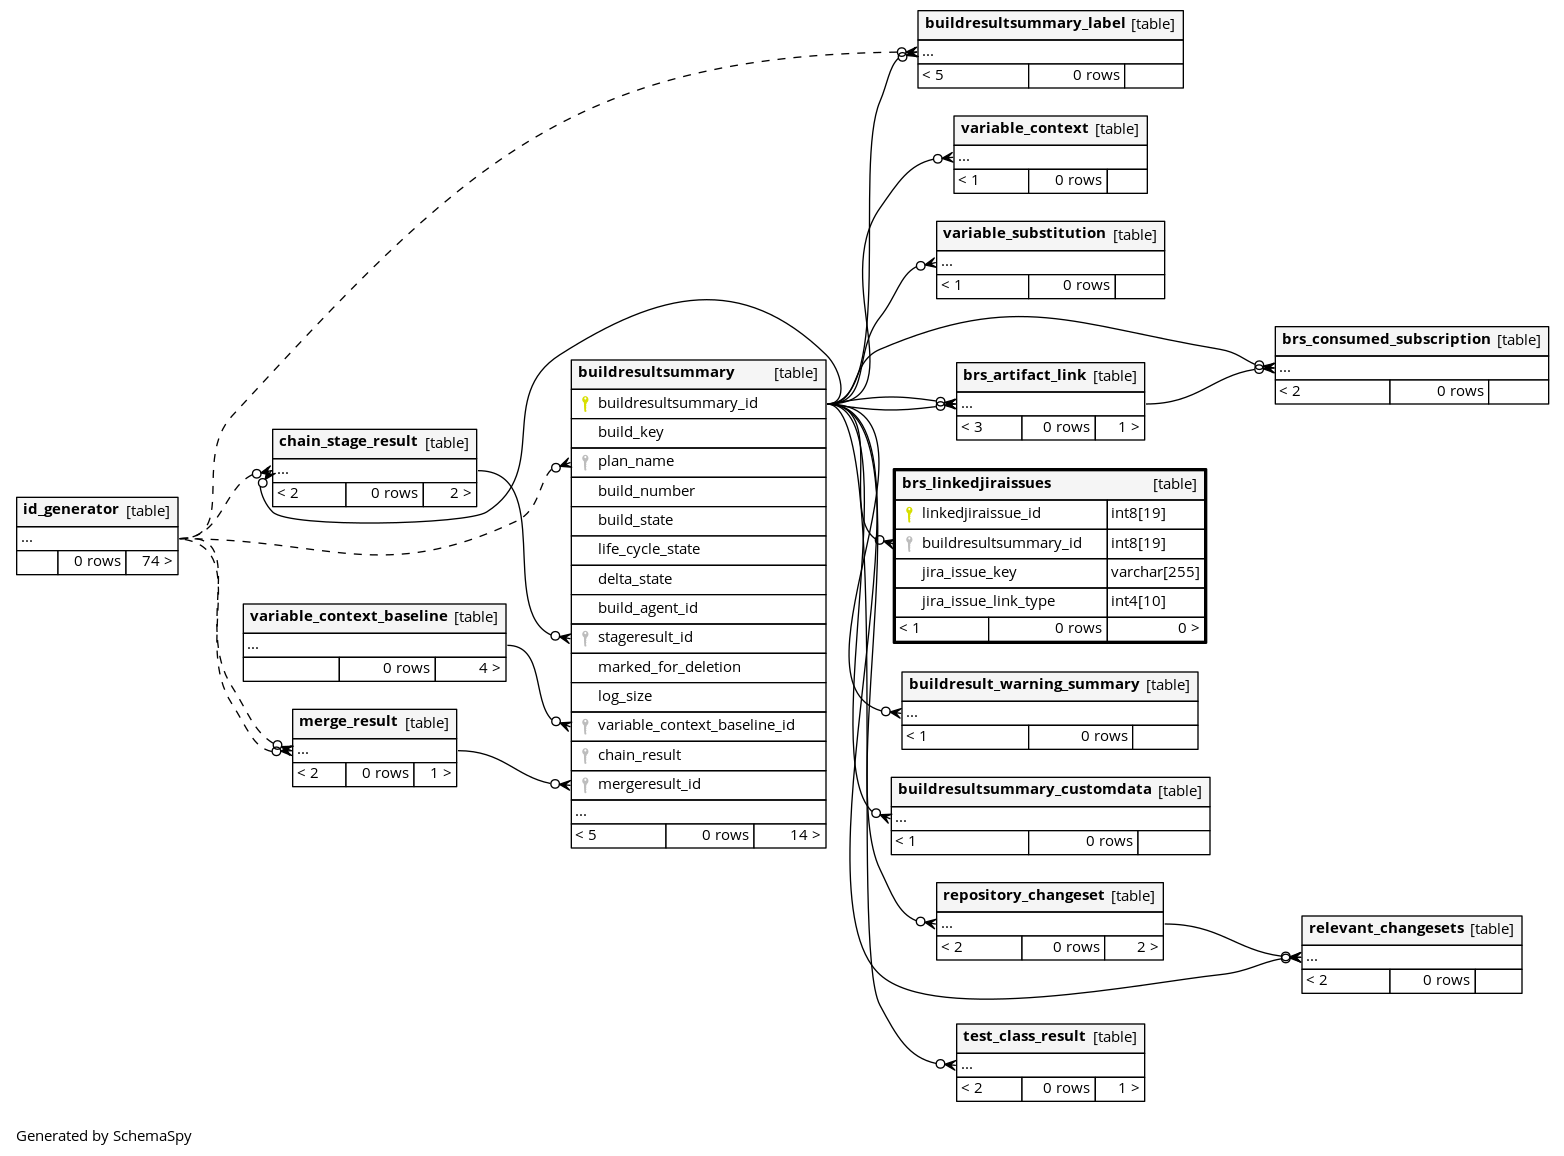 buildresultsummary_label [table]
...
< 5 0 rows
variable_context [table]
...
< 1 0 rows
variable_substitution [table]
...
< 1 0 rows
brs_consumed_subscription [table]
...
< 2 0 rows
brs_artifact_link [table]
...
< 3 0 rows 1 >
buildresultsummary [table]
buildresultsummary_id
build_key
plan_name
build_number
build_state
life_cycle_state
delta_state
build_agent_id
stageresult_id
marked_for_deletion
log_size
variable_context_baseline_id
chain_result
mergeresult_id
...
< 5 0 rows 14 >
chain_stage_result [table]
...
< 2 0 rows 2 >
id_generator [table]
...
0 rows 74 >
variable_context_baseline [table]
...
0 rows 4 >
merge_result [table]
...
< 2 0 rows 1 >
brs_linkedjiraissues [table]
linkedjiraissue_id int8[19]
buildresultsummary_id int8[19]
jira_issue_key varchar[255]
jira_issue_link_type int4[10]
< 1 0 rows 0 >
buildresult_warning_summary [table]
...
< 1 0 rows
buildresultsummary_customdata [table]
...
< 1 0 rows
repository_changeset [table]
...
< 2 0 rows 2 >
relevant_changesets [table]
...
< 2 0 rows
test_class_result [table]
...
< 2 0 rows 1 >
Generated by SchemaSpy